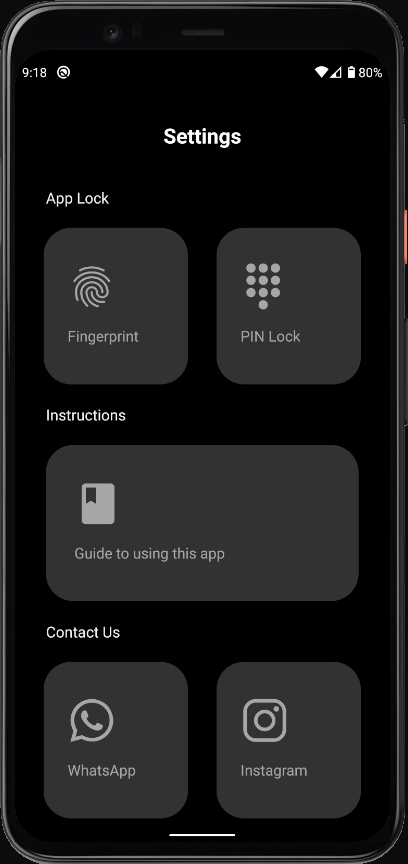 9:18 80%
Settings
App Lock
Fingerprint PIN Lock
Instructions
Guide to using this app
Contact Us
WhatsApp Instagram